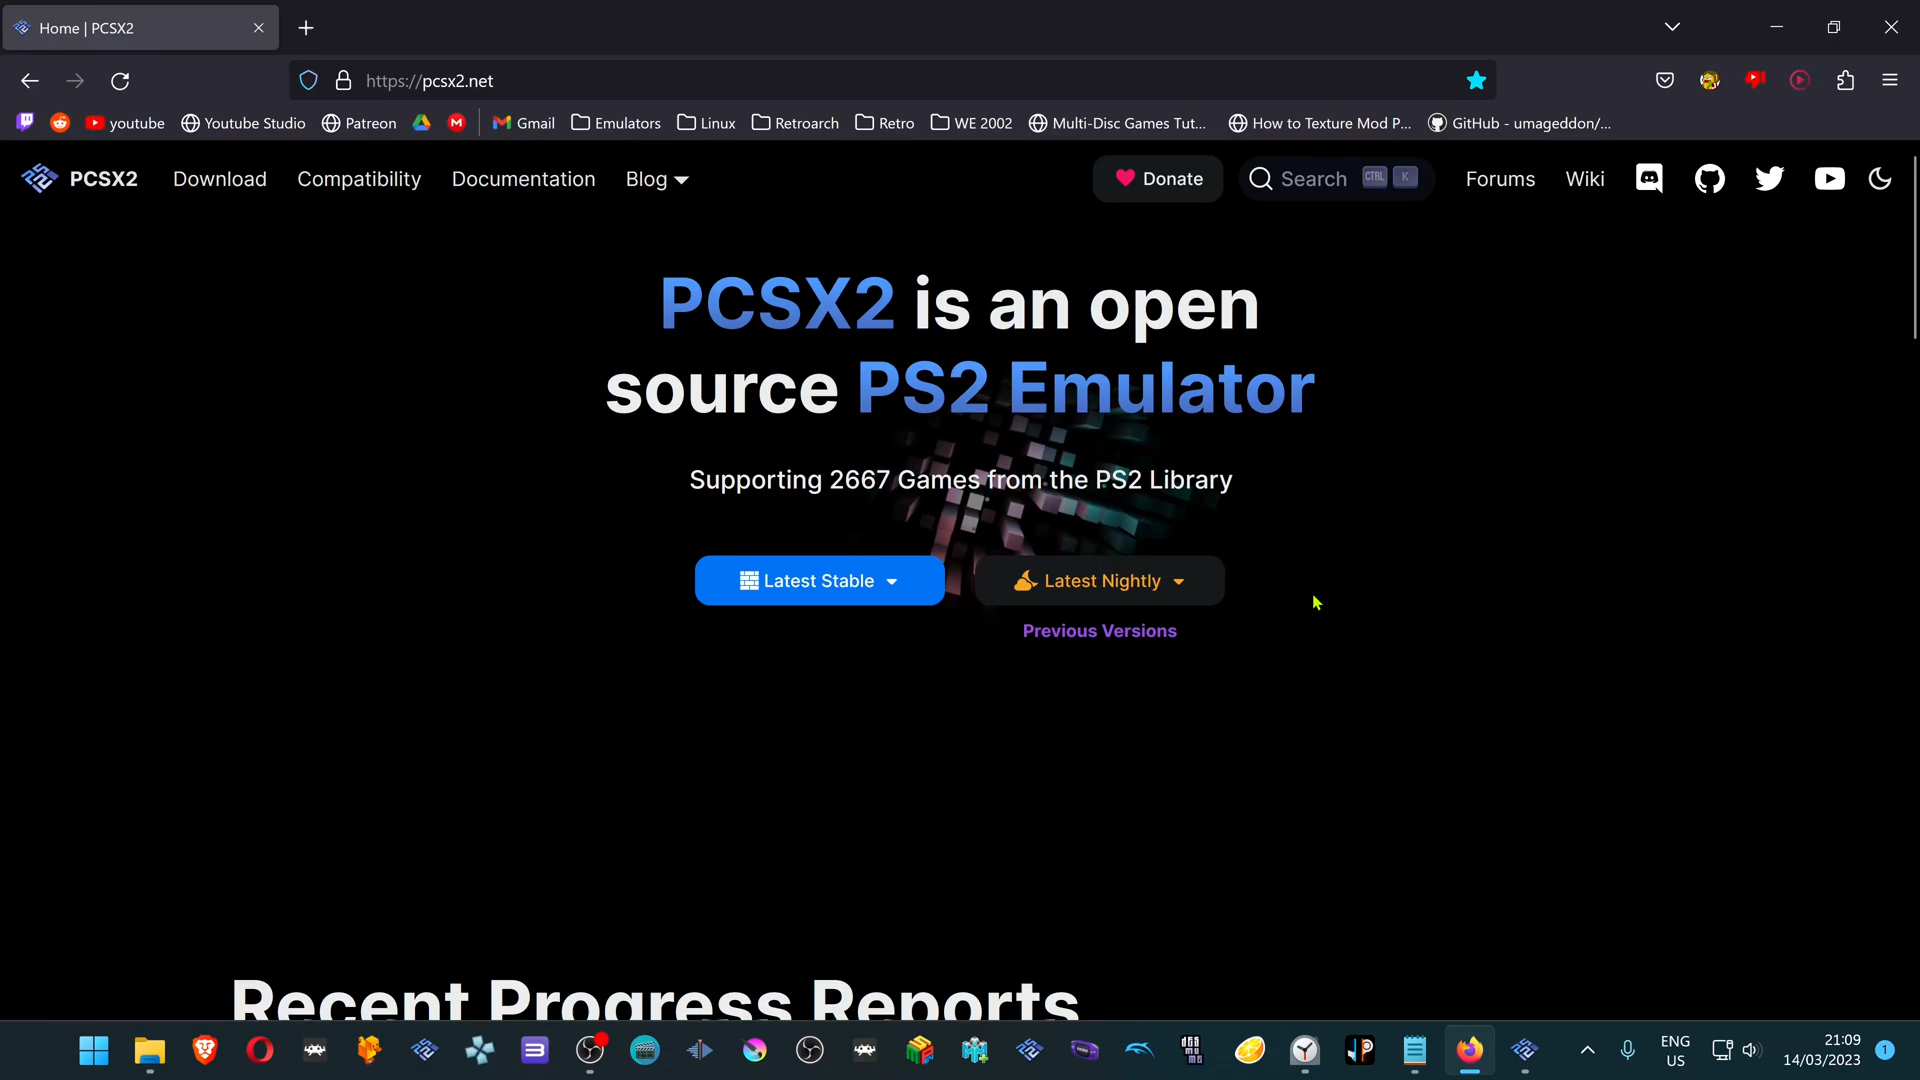 Home | PCSX2
https://pcsx2.net
youtube
Youtube Studio
Patreon
Gmail
Emulators
Linux
Retroarch
Retro
WE 2002
Multi-Disc Games Tut...
How to Texture Mod P...
GitHub - umageddon/...
PCSX2
Download
Compatibility
Documentation
Blog
Donate
Search
CTRL
K
Forums
Wiki
PCSX2 is an open
source PS2 Emulator
Supporting 2667 Games from the PS2 Library
Latest Stable
Latest Nightly
Previous Versions
Recent Progress Reports
ENG
US
21:09
14/03/2023
1